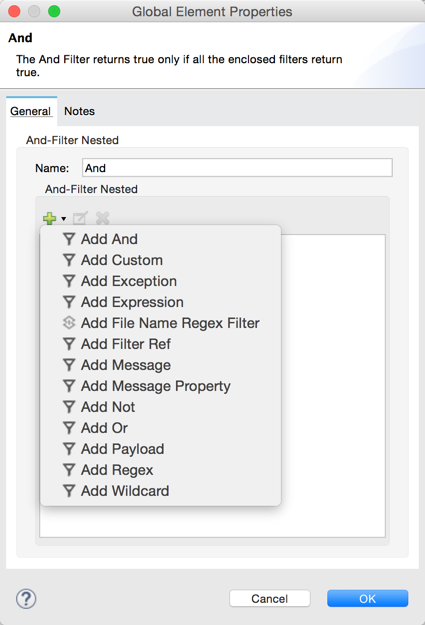 Global Element Properties
And
The And Filter returns true only if all the enclosed filters return
true.
General Notes
And-Filter Nested
Name: And
And-Filter Nested
Add And
Add Custom
Add Exception
Add Expression
Add File Name Regex Filter
Add Filter Ref
Add Message
Add Message Property
Add Not
Add Or
Add Payload
Add Regex
Add Wildcard
? Cancel OK